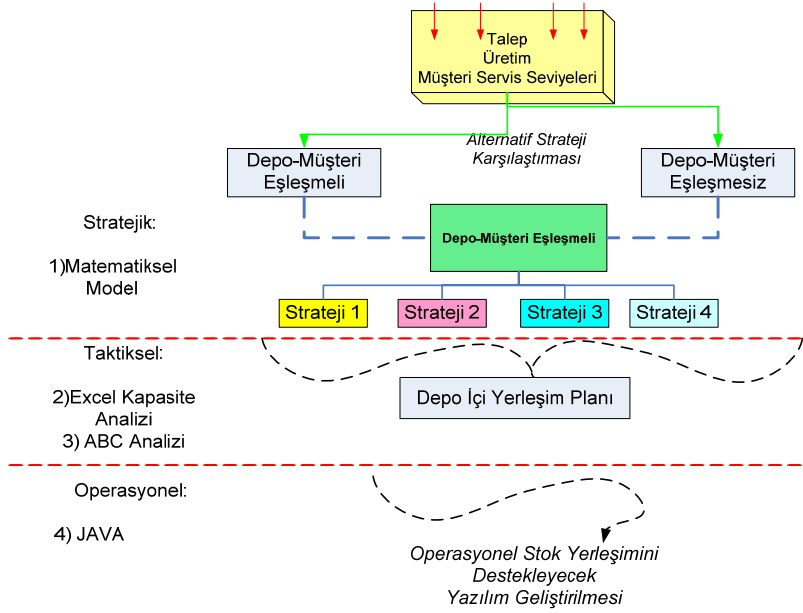 Talep
Üretim
Müşteri Servis Seviyeleri
Alternatif Strateji
Karşılaştırması
Depo-Müşteri
Eşleşmeli
Depo-Müşteri
Eşleşmesiz
Stratejik:
1)Matematiksel
Model
Depo-Müşteri Eşleşmeli
Strateji 1
Strateji 2
Strateji 3
Strateji 4
Taktiksel:
2)Excel Kapasite
Analizi
3) ABC Analizi
Depo İçi Yerleşim Planı
Operasyonel:
4) JAVA
Operasyonel Stok Yerleşimini
Destekleyecek
Yazılım Geliştirilmesi